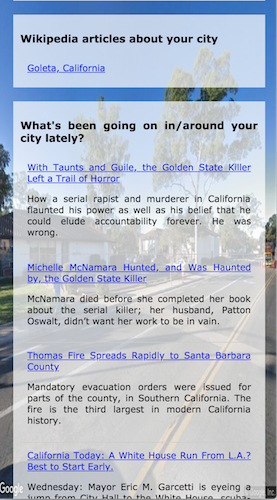 Wikipedia articles about your city
Goleta, California
What's been going on in/around your
city lately?
With Taunts and Guile, the Golden State Killer
Left a Trail of Horror
How a serial rapist and murderer in California
flaunted his power as well as his belief that he
could elude accountability forever. He was
wrong.
Michelle McNamara Hunted, and Was Haunted
by, the Golden State Killer
McNamara died before she completed her book
about the serial killer; her husband, Patton
Oswalt, didn't want her work to be in vain.
Thomas Fire Spreads Rapidly to Santa Barbara
County
Mandatory evacuation orders were issued for
parts of the county, in Southern California. The
fire is the third largest in modern California
history.
California Today: A White House Run From L.A.?
Best to Start Early.
Wednesday: Mayor Eric M. Garcetti is eyeing a
jump from City Hall to the White House, scuba-
Google